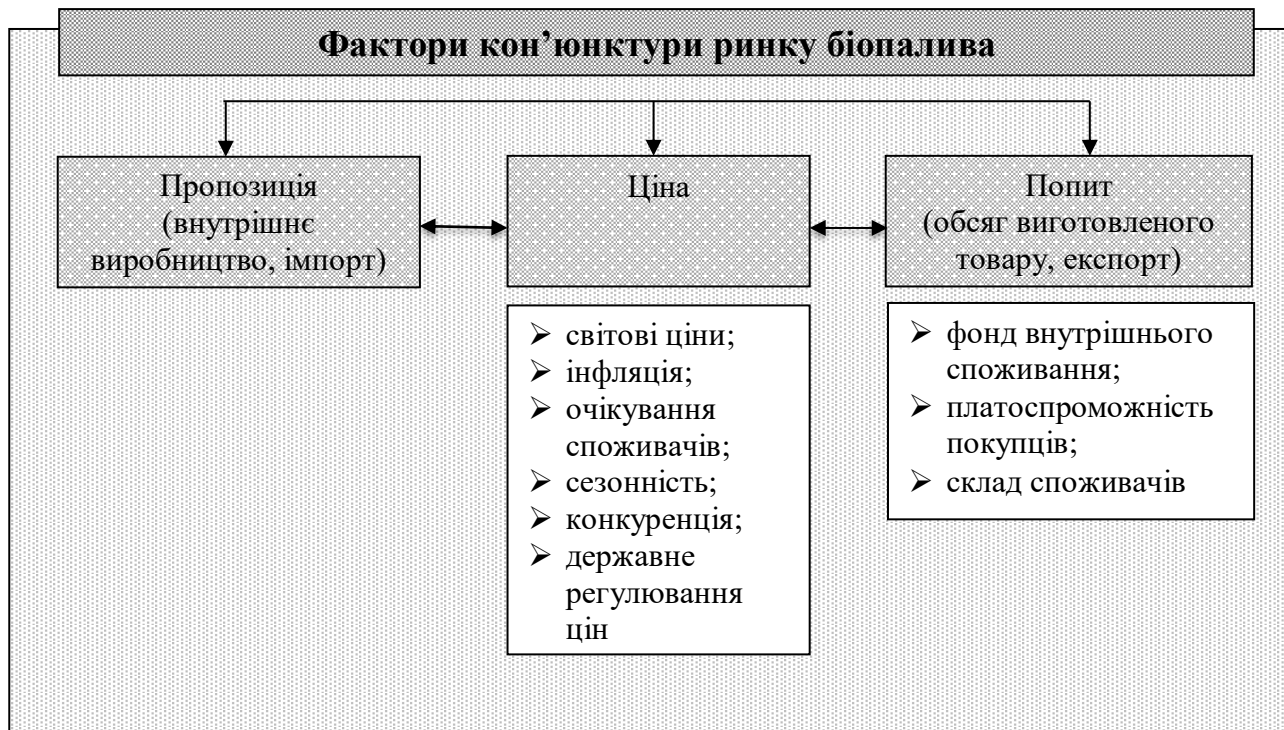 Фактори кон’юнктури ринку біопалива
Пропозиція
(внутрішнє
виробництво, імпорт)
Ціна
Попит
(обсяг виготовленого
товару, експорт)
➢ світові ціни;
➢ інфляція;
➢ очікування
споживачів;
➢ сезонність;
➢ конкуренція;
➢ державне
регулювання
цін
➢ фонд внутрішнього
споживання;
➢ платоспроможність
покупців;
➢ склад споживачів